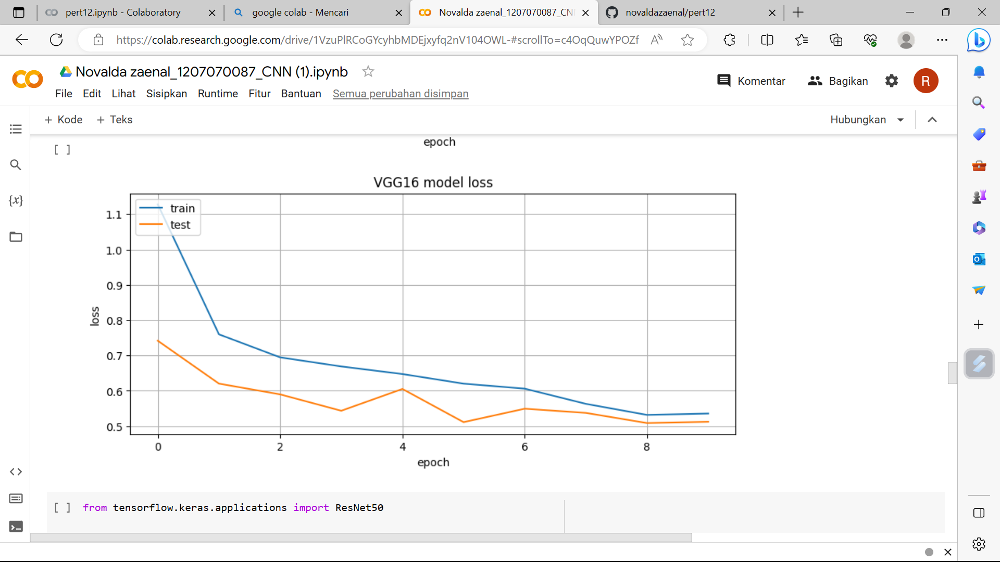 pert12.ipynb - Colaboratory
google colab - Mencari
Novalda zaenal_1207070087_CN
novaldazaenal/pert12
https://colab.research.google.com/drive/1VzuPlRCoGYcyhbMDEjxyfq2nV104OWL-#scrollTo=c4OqQuwYPOZf
Novalda zaenal_1207070087_CNN (1).ipynb
Komentar
Bagikan
R
File Edit Lihat Sisipkan Runtime Fitur Bantuan Semua perubahan disimpan
+ Kode + Teks
Hubungkan
[ ]
epoch
VGG16 model loss
train
test
1.1
1.0
0.9
0.8
0.7
0.6
0.5
loss
0 2 4 6 8
epoch
[ ] from tensorflow.keras.applications import ResNet50